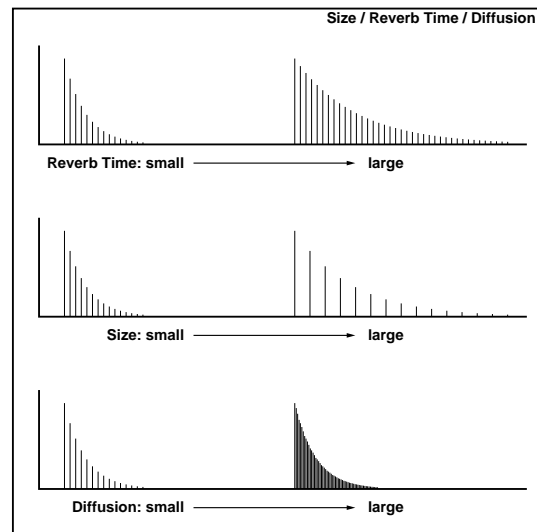 Size / Reverb Time / Diffusion
Reverb Time: small large
Size: small large
Diffusion: small large